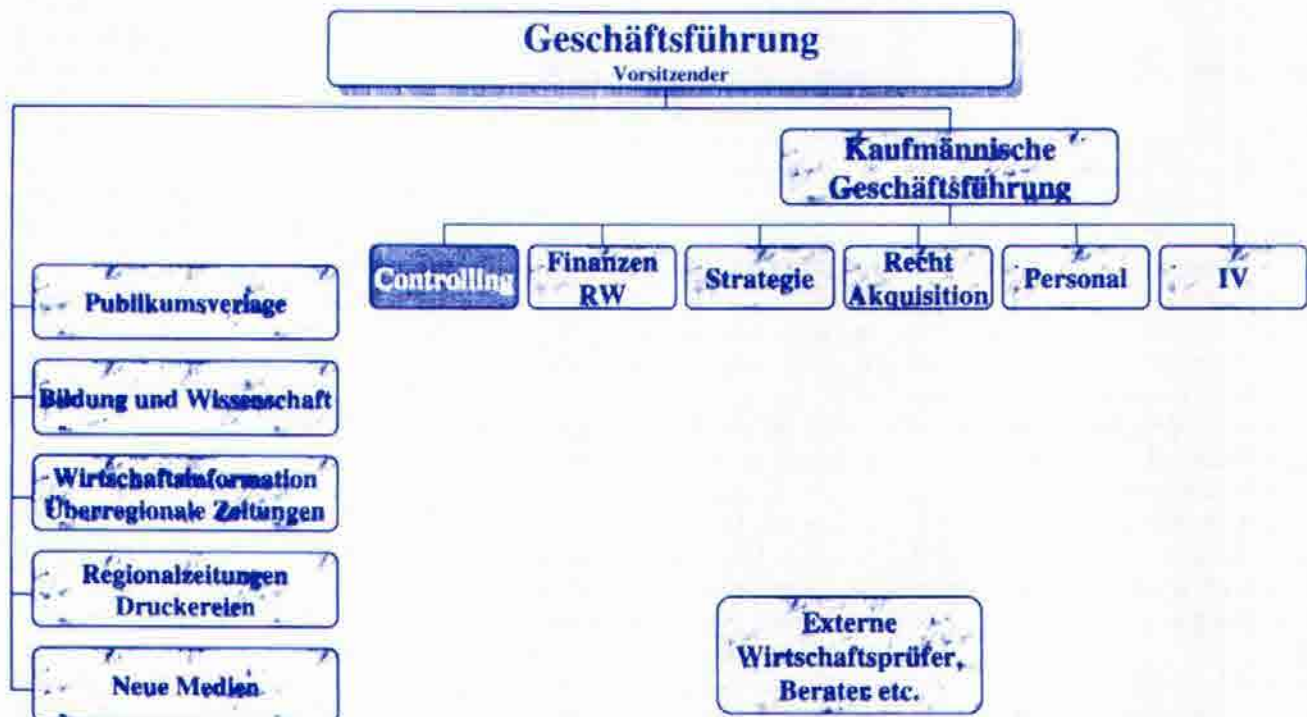 Geschäftsführung
Vorsitzender
Kaufmännische
Geschäftsführung
Controlling
Finanzen
RW
Strategie
Recht
Akquisition
Personal
IV
Publikumsverlage
Bildung und Wissenschaft
Wirtschaftsinformation
Überregionale Zeitungen
Regionalzeitungen
Druckereien
Neue Medien
Externe
Wirtschaftsprüfer,
Berater etc.